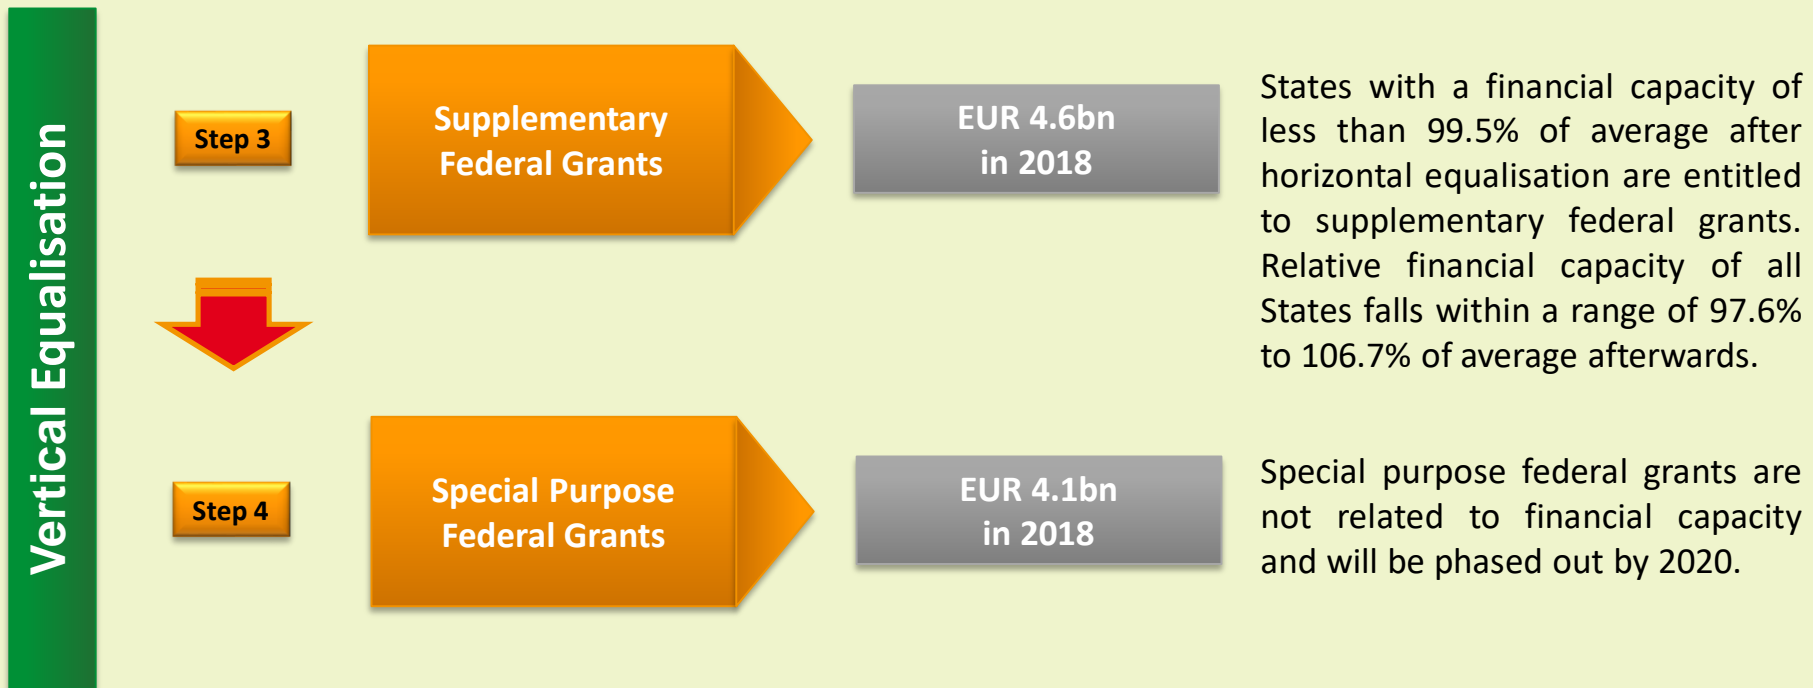 Vertical Equalisation
Step 3
Supplementary
Federal Grants
EUR 4.6bn
in 2018
States with a financial capacity of
less than 99.5% of average after
horizontal equalisation are entitled
to supplementary federal grants.
Relative financial capacity of all
States falls within a range of 97.6%
to 106.7% of average afterwards.
Step 4
Special Purpose
Federal Grants
EUR 4.1bn
in 2018
Special purpose federal grants are
not related to financial capacity
and will be phased out by 2020.